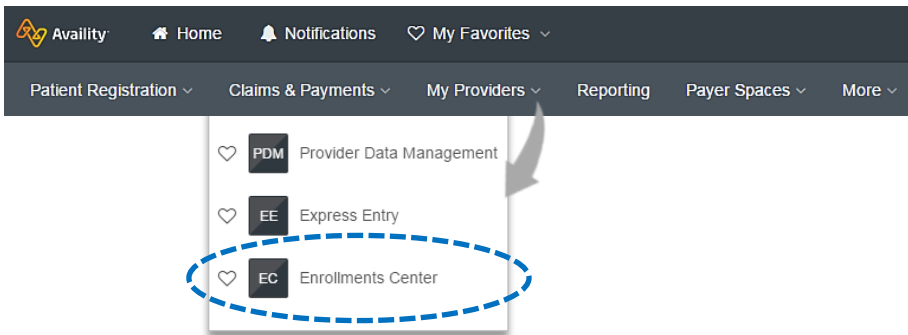 Availity Home Notifications My Favorites
Patient Registration Claims & Payments My Providers Reporting Payer Spaces More
PDM Provider Data Management
EE Express Entry
EC Enrollments Center